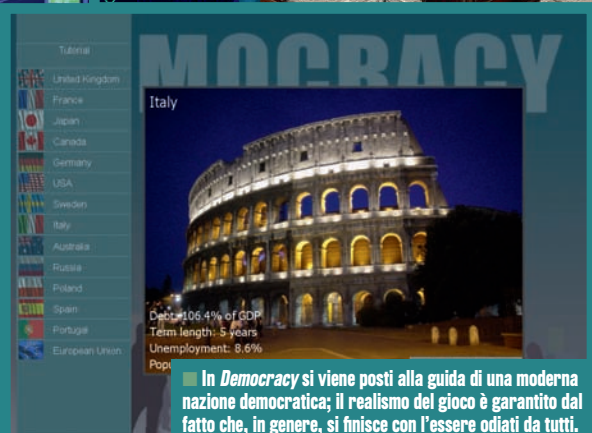 Tutorial
MOCRACY
United Kingdom
France
Japan
Canada
Germany
USA
Sweden
Italy
Australia
Russia
Poland
Spain
Portugal
European Union
Italy
Debt: 106.4% of GDP
Term length: 5 years
Unemployment: 8.6%
In Democracy si viene posti alla guida di una moderna
nazione democratica; il realismo del gioco è garantito dal
fatto che, in genere, si finisce con l'essere odiati da tutti.